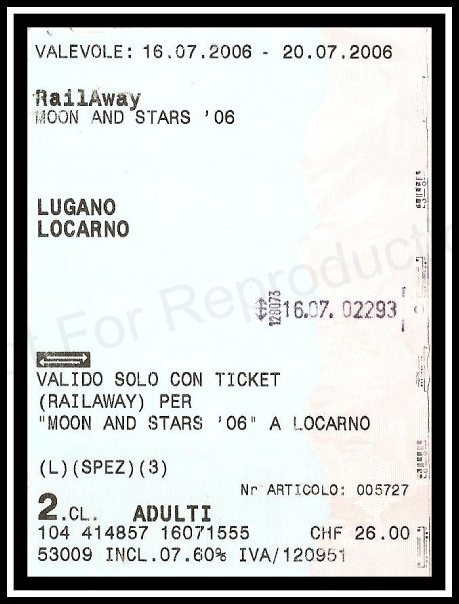 VALEVOLE: 16.07.2006 - 20.07.2006
RailAway
MOON AND STARS '06
LUGANO
LOCARNO
For Reproduct
128073 16.07. 02293
VALIDO SOLO CON TICKET
(RAILAWAY) PER
"MOON AND STARS '06" A LOCARNO
(L)(SPEZ)(3)
Nr ARTICOLO: 005727
2.CL. ADULTI
104 414857 16071555 CHF 26.00
53009 INCL.07.60% IVA/120951